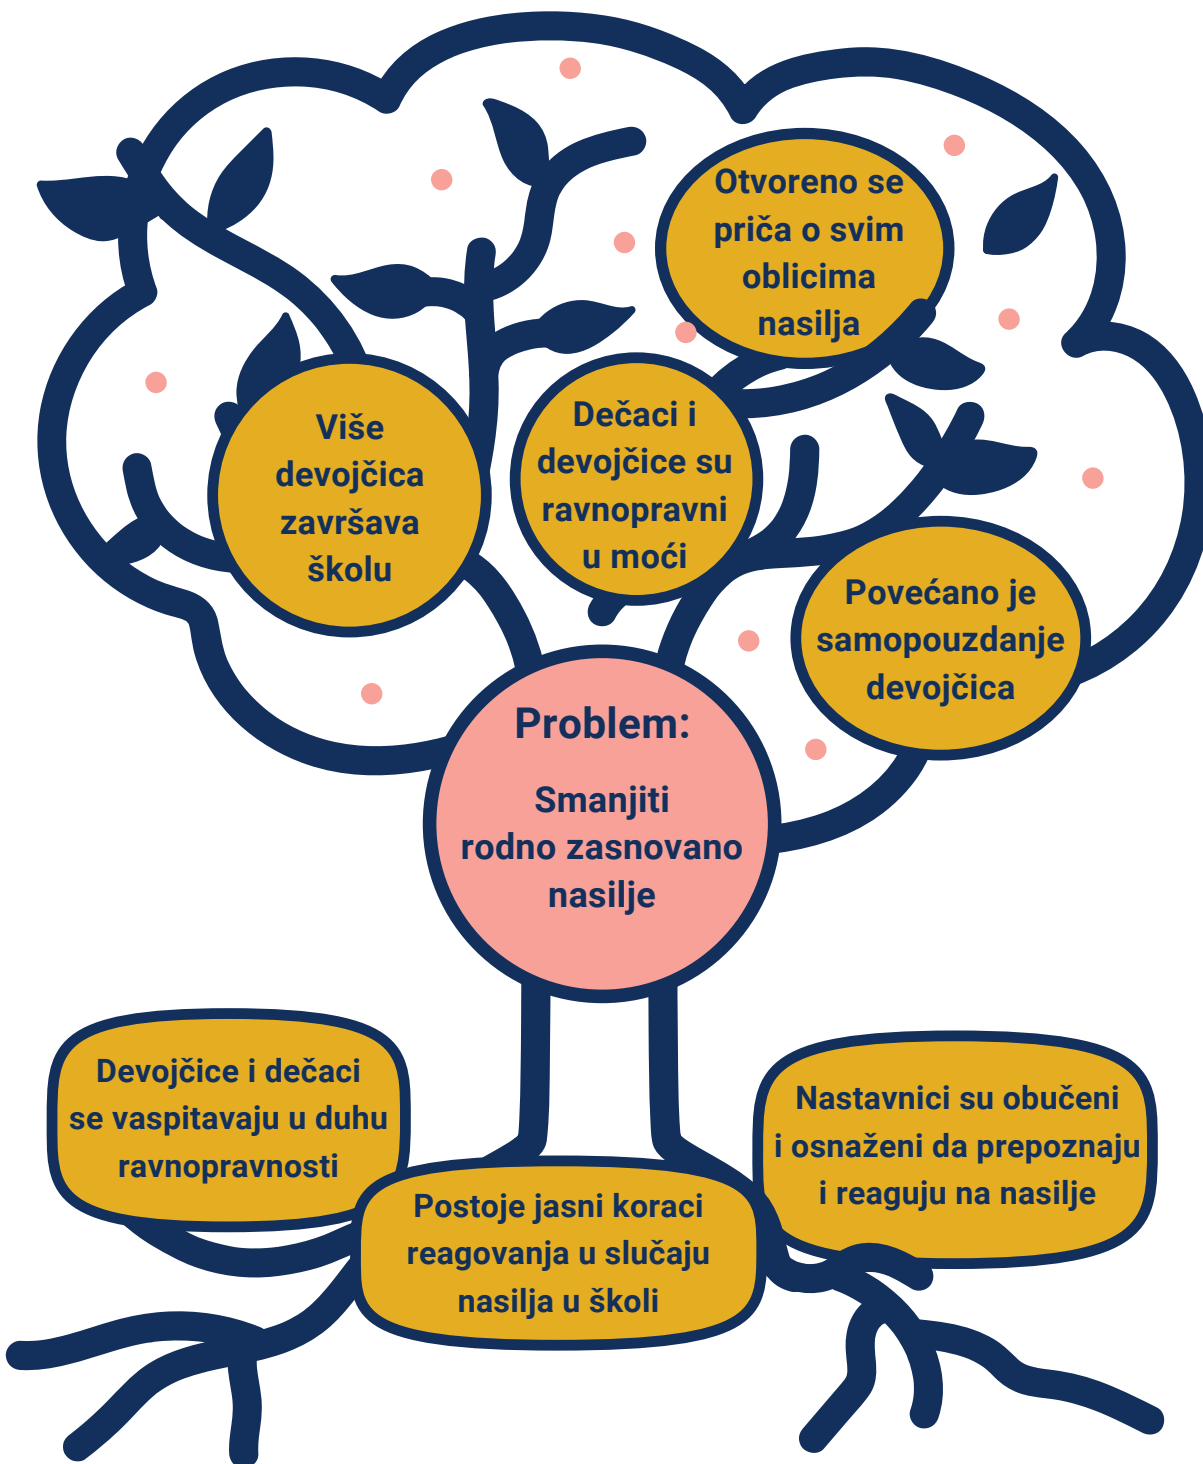 Otvoreno se
priča o svim
oblicima
nasilja
Više
devojčica
završava
školu
Dečaci i
devojčice su
ravnopravni
u moći
Povećano je
samopouzdanje
devojčica
Problem:
Smanjiti
rodno zasnovano
nasilje
Devojčice i dečaci
se vaspitavaju u duhu
ravnopravnosti
Postoje jasni koraci
reagovanja u slučaju
nasilja u školi
Nastavnici su obučeni
i osnaženi da prepoznaju
i reaguju na nasilje